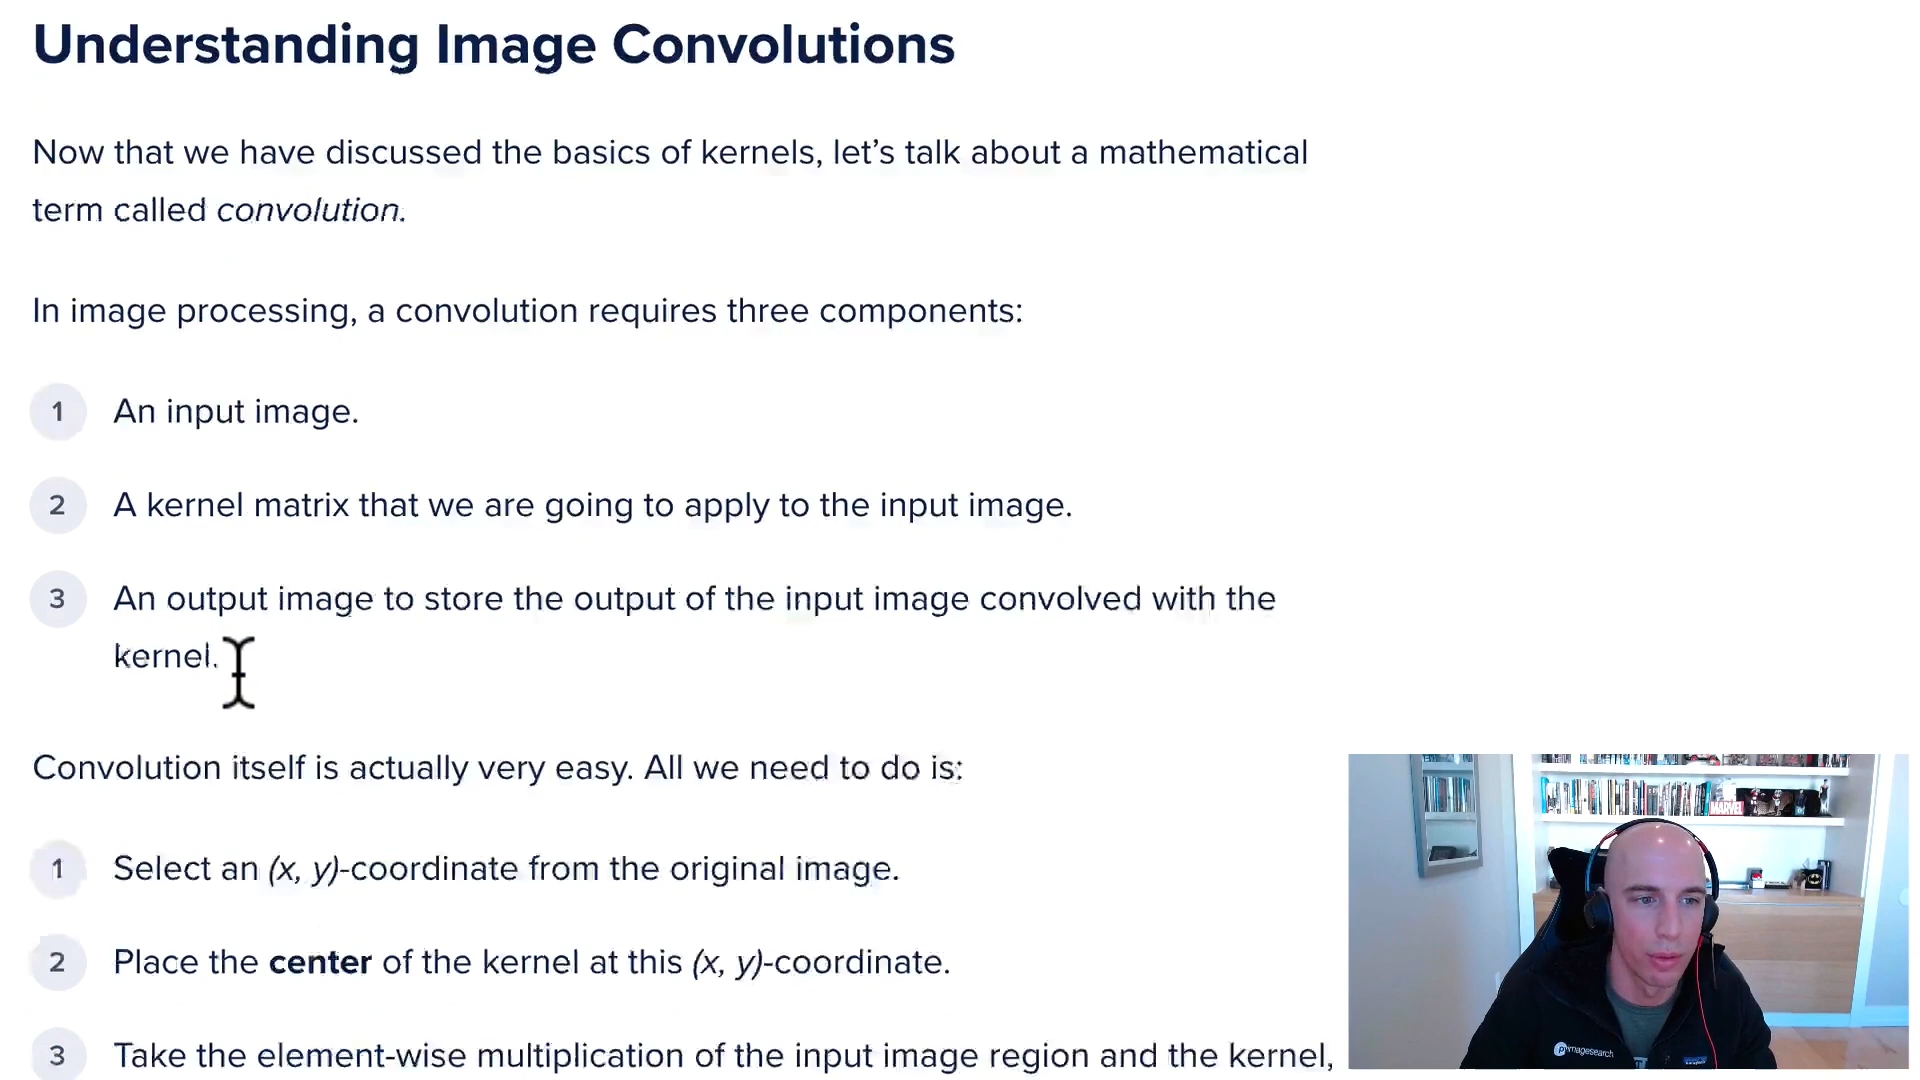 Understanding Image Convolutions
Now that we have discussed the basics of kernels, let's talk about a mathematical
term called convolution.
In image processing, a convolution requires three components:
1 An input image.
2 A kernel matrix that we are going to apply to the input image.
3 An output image to store the output of the input image convolved with the
kernel.
Convolution itself is actually very easy. All we need to do is:
1 Select an (x, y)-coordinate from the original image.
2 Place the center of the kernel at this (x, y)-coordinate.
3 Take the element-wise multiplication of the input image region and the kernel,
MARVEL
pyimagesearch